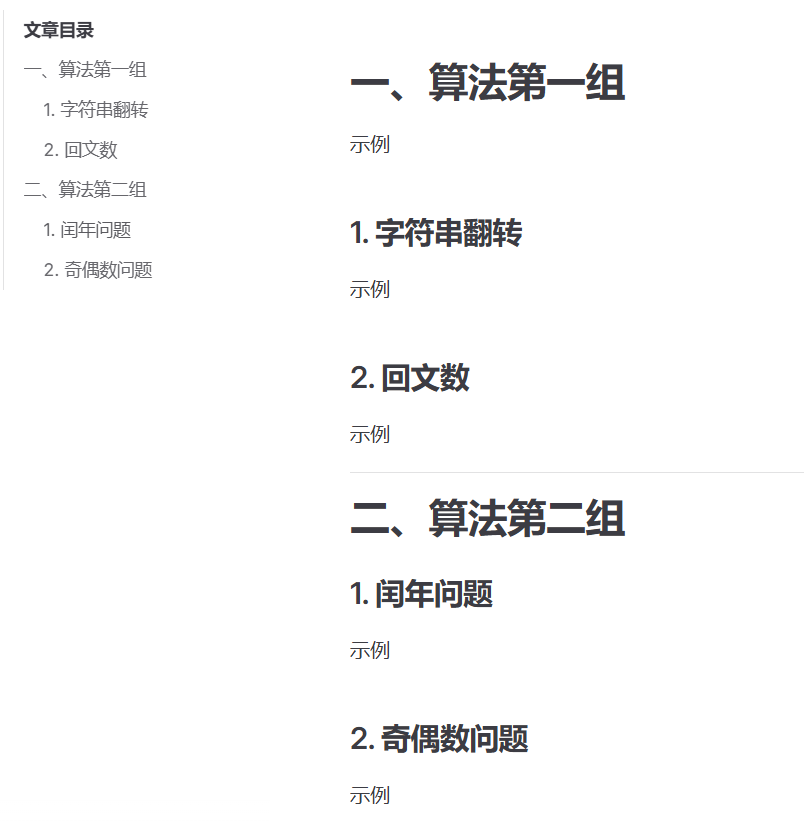 文章目录
一、算法第一组
1. 字符串翻转
2. 回文数
二、算法第二组
1. 闰年问题
2. 奇偶数问题
一、算法第一组
示例
1. 字符串翻转
示例
2. 回文数
示例
二、算法第二组
1. 闰年问题
示例
2. 奇偶数问题
示例